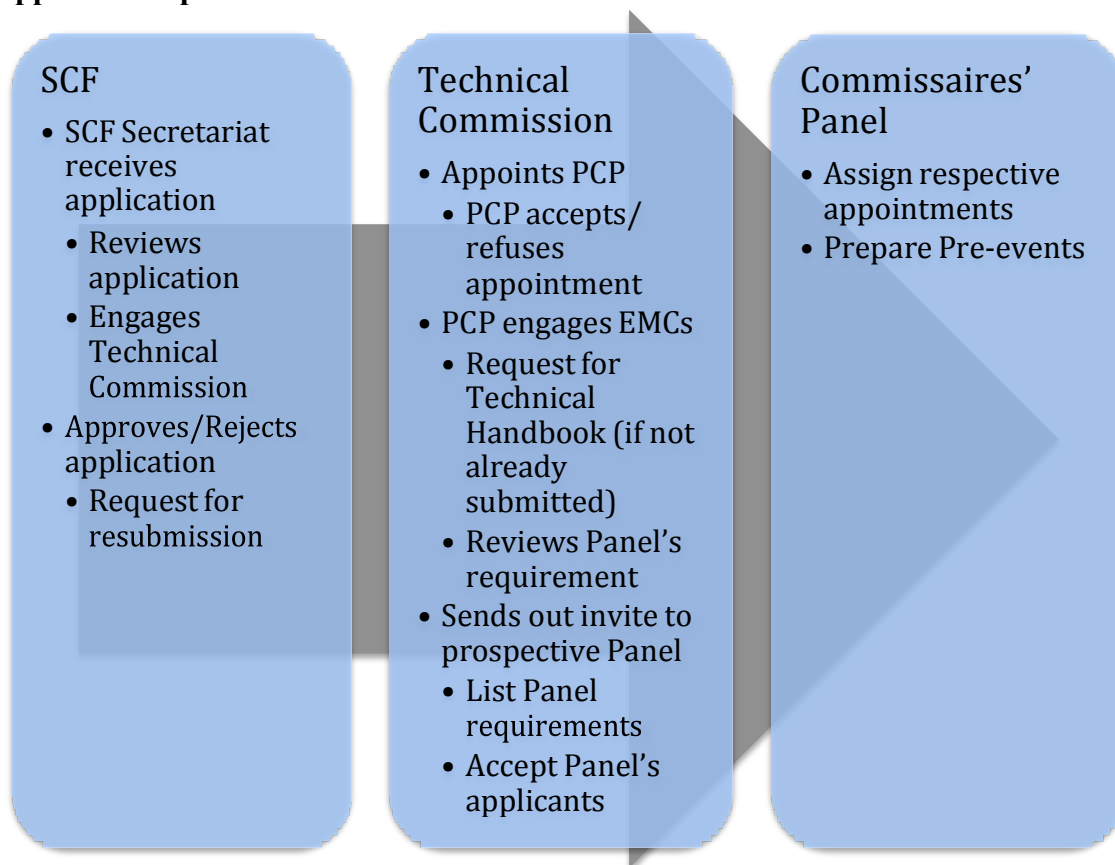 SCF
• SCF Secretariat
receives
application
• Reviews
application
• Engages
Technical
Commission
• Approves/Rejects
application
• Request for
resubmission
Technical
Commission
• Appoints PCP
• PCP accepts/
refuses
appointment
• PCP engages EMCs
• Request for
Technical
Handbook (if not
already
submitted)
• Reviews Panel’s
requirement
• Sends out invite to
prospective Panel
• List Panel
requirements
• Accept Panel’s
applicants
Commissaires’
Panel
• Assign respective
appointments
• Prepare Pre-events